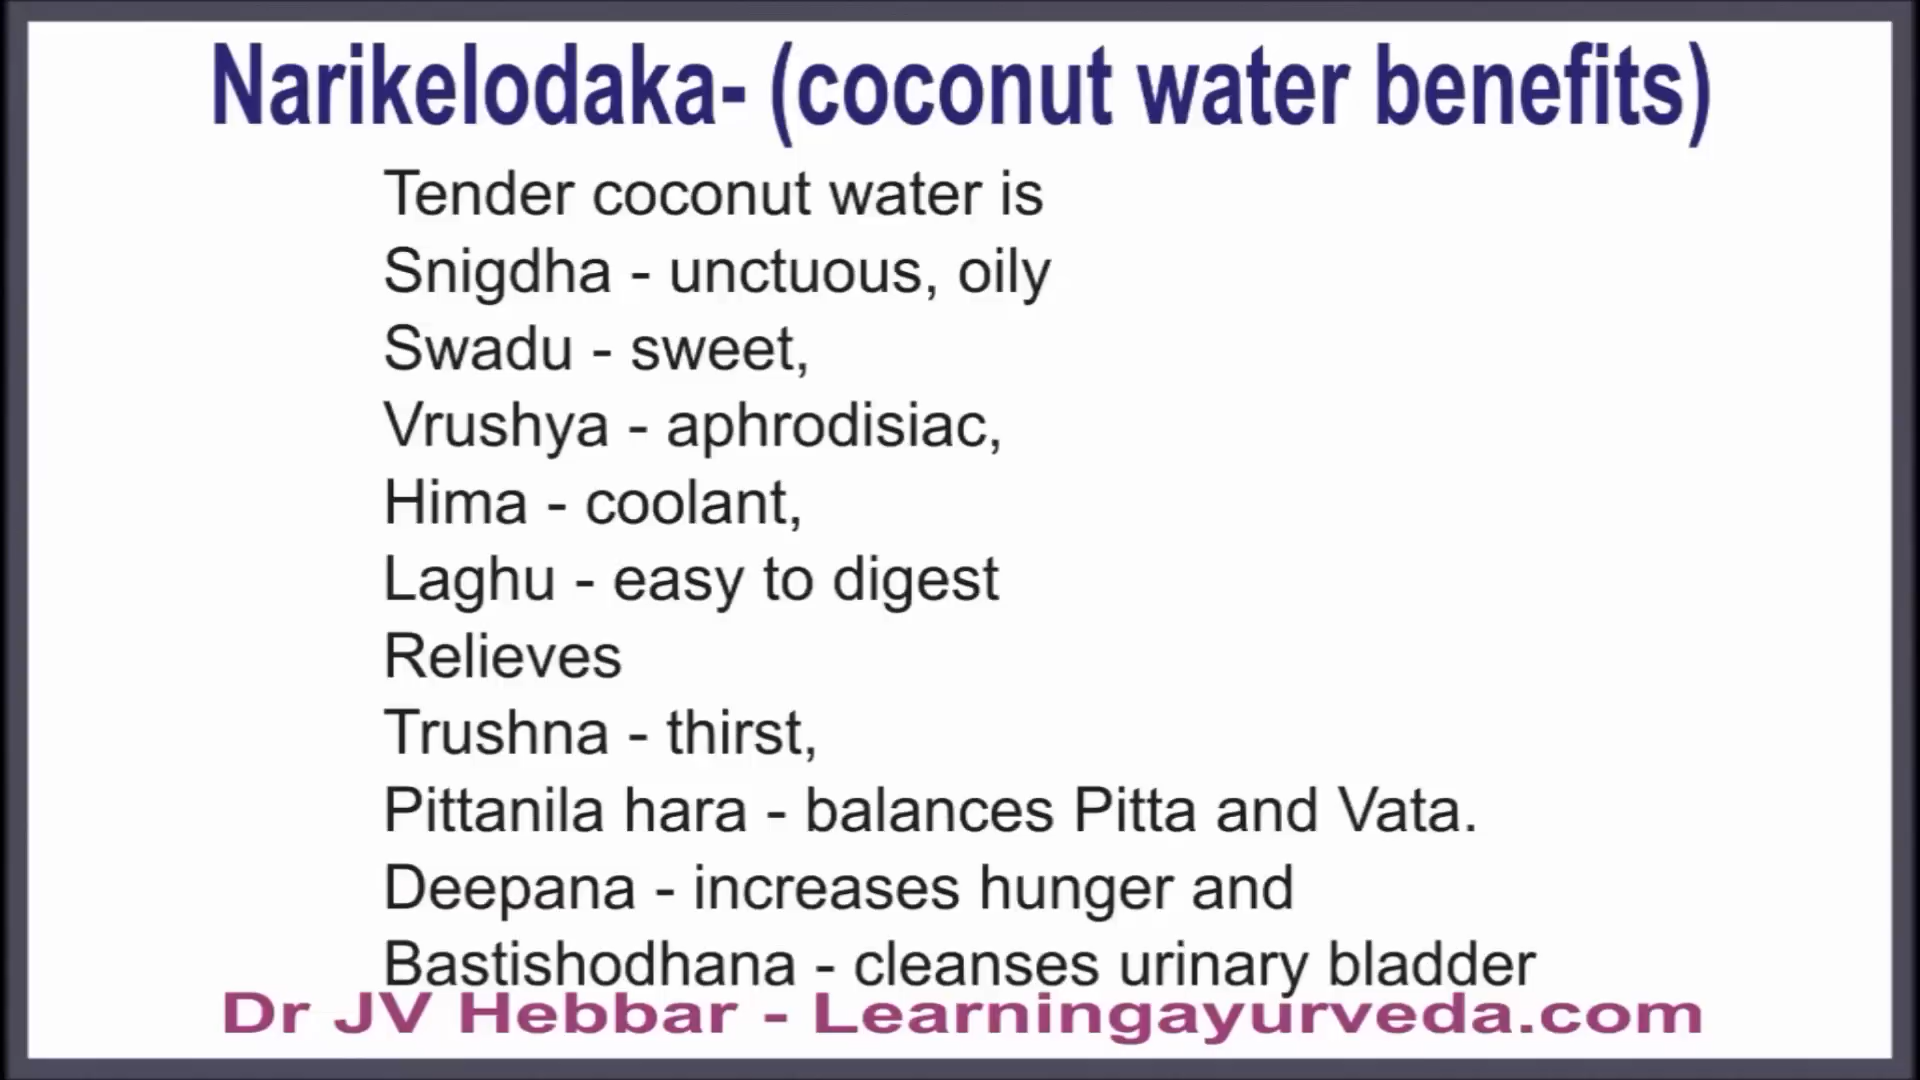 Narikelodaka- (coconut water benefits)
Tender coconut water is
Snigdha - unctuous, oily
Swadu - sweet,
Vrushya - aphrodisiac,
Hima - coolant,
Laghu - easy to digest
Relieves
Trushna - thirst,
Pittanila hara - balances Pitta and Vata.
Deepana - increases hunger and
Bastishodhana - cleanses urinary bladder
Dr JV Hebbar - Learningayurveda.com